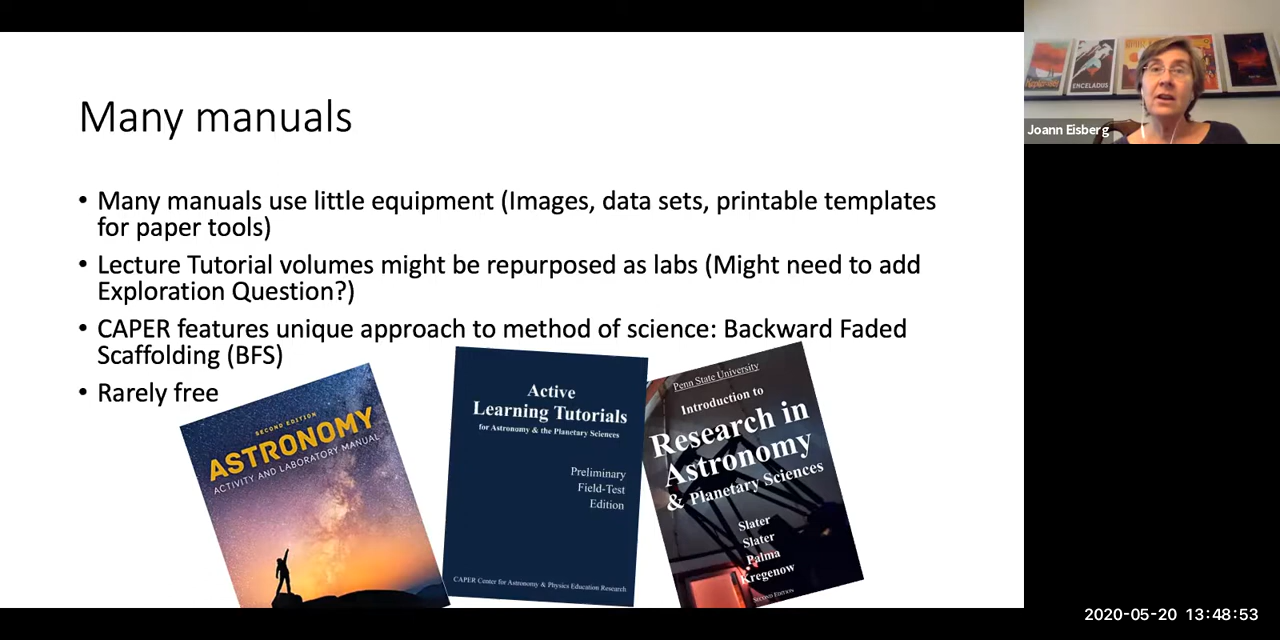 Many manuals
• Many manuals use little equipment (Images, data sets, printable templates
for paper tools)
• Lecture Tutorial volumes might be repurposed as labs (Might need to add
Exploration Question?)
• CAPER features unique approach to method of science: Backward Faded
Scaffolding (BFS)
• Rarely free
SECOND EDITION
ASTRONOMY
ACTIVITY AND LABORATORY MANUAL
Active
Learning Tutorials
for Astronomy & the Planetary Sciences
Preliminary
Field-Test
Edition
CAPER Center for Astronomy & Physics Education Research
Penn State University
Introduction to
Research in
Astronomy
& Planetary Sciences
Slater
Slater
Palma
Kregenow
SECOND EDITION
ENCELADUS
Joann Eisberg
2020-05-20 13:48:53